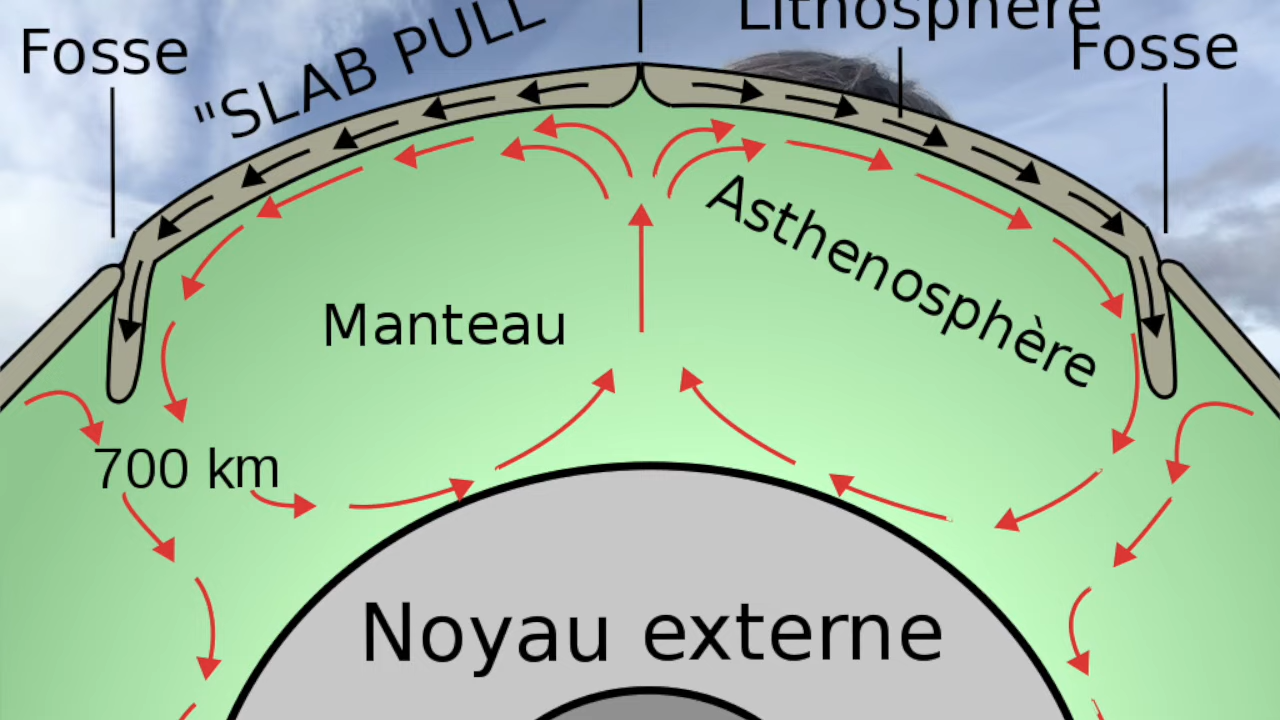 Lithosphère
Fosse
"SLAB PULL
Fosse
Asthenosphère
Manteau
700 km
Noyau externe